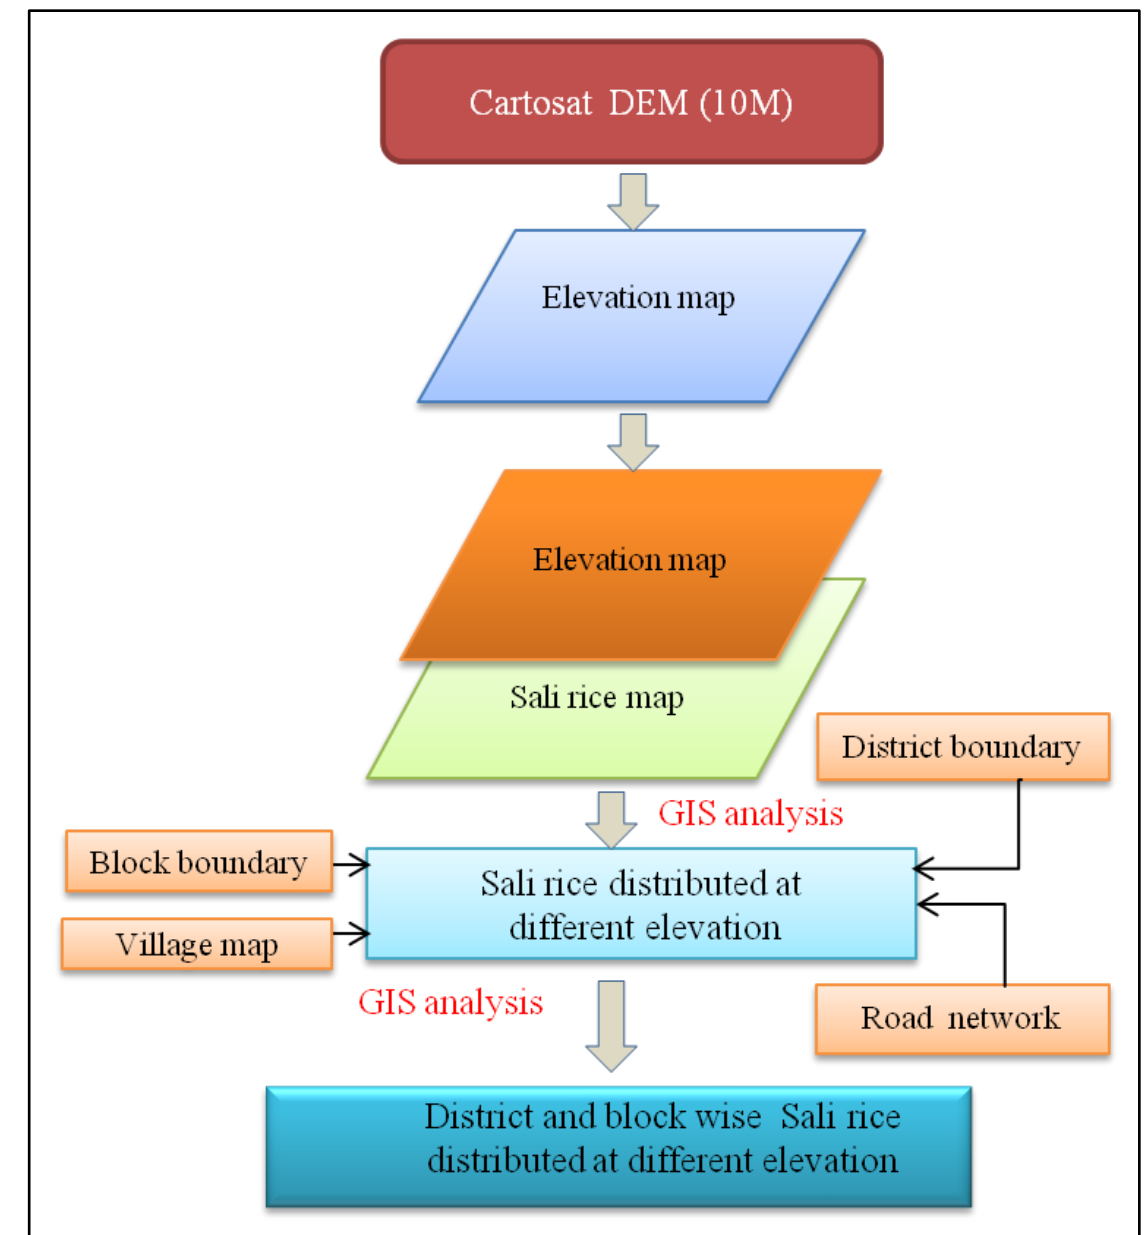 Cartosat DEM (10M)
Elevation map
Elevation map
Sali rice map
District boundary
GIS analysis
Block boundary
Sali rice distributed at
different elevation
Village map
GIS analysis
Road network
District and block wise Sali rice
distributed at different elevation